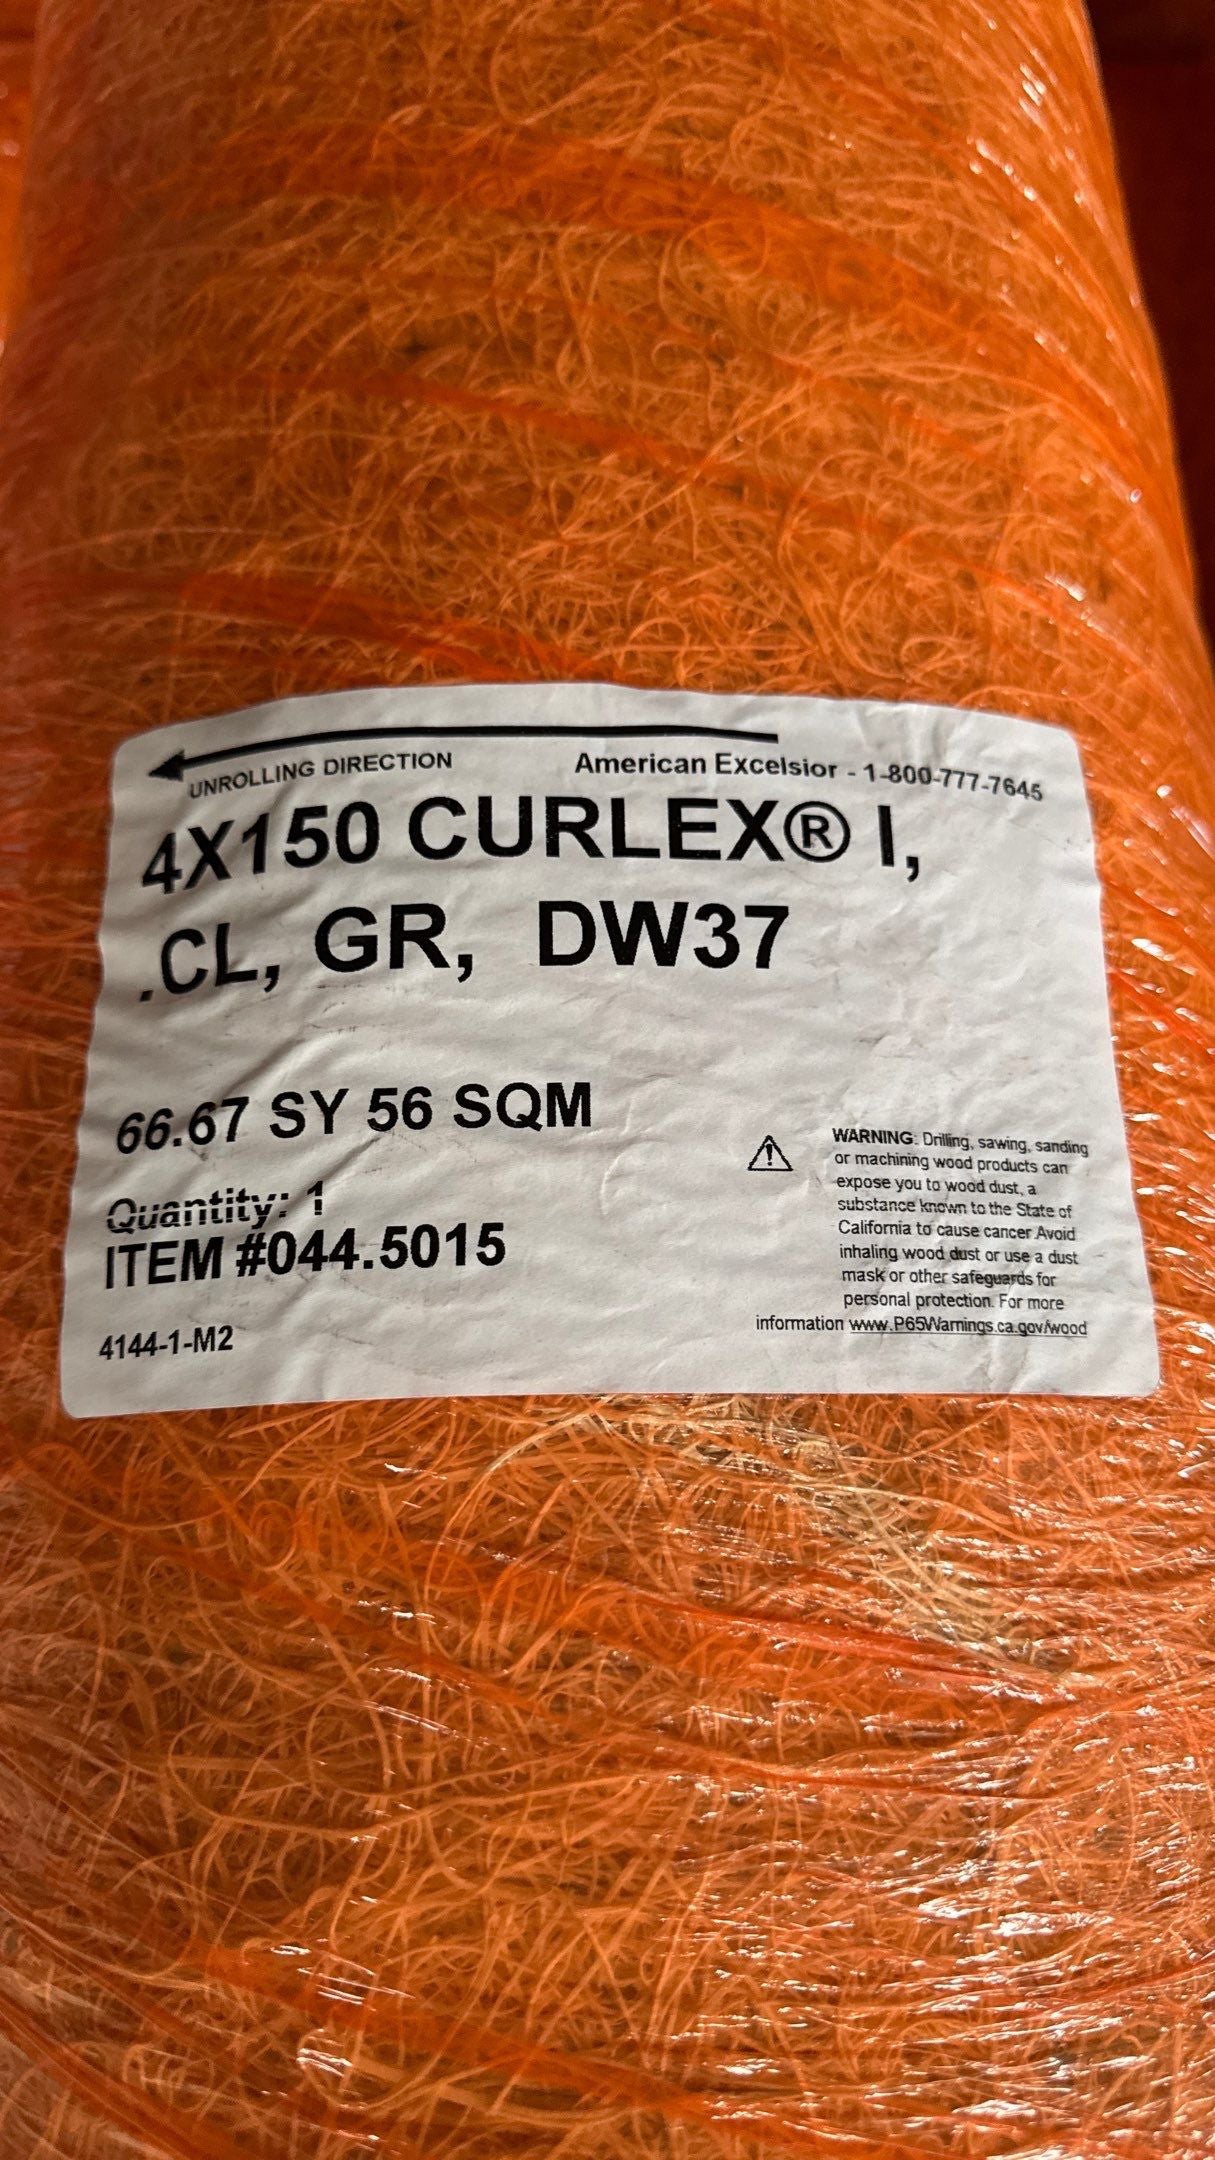 UNROLLING DIRECTION
American Excelsior - 1-800-777-7645
4X150 CURLEX® I,
.CL, GR, DW37
66.67 SY 56 SQM
Quantity: 1
ITEM #044.5015
4144-1-M2
WARNING: Drilling, sawing, sanding
or machining wood products can
expose you to wood dust, a
substance known to the State of
California to cause cancer Avoid
inhaling wood dust or use a dust
mask or other safeguards for
personal protection. For more
information www.P65Warnings.ca.gov/wood